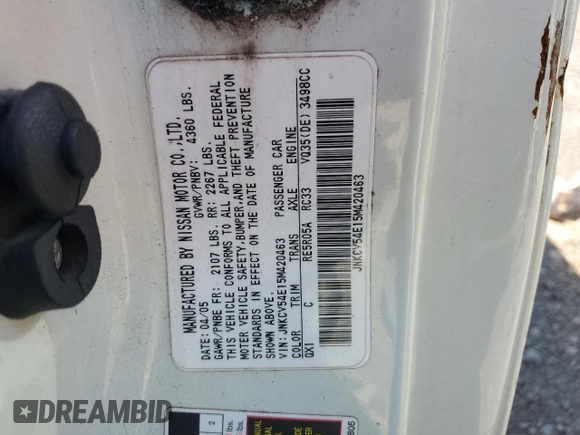 MANUFACTURED BY NISSAN MOTOR CO.,LTD.
DATE: 04/05 GVWR/PNBV: 4360 LBS.
GAWR/PNBE FR: 2107 LBS. RR: 2267 LBS.
THIS VEHICLE CONFORMS TO ALL APPLICABLE FEDERAL
MOTOR VEHICLE SAFETY,BUMPER,AND THEFT PREVENTION
STANDARDS IN EFFECT ON THE DATE OF MANUFACTURE
SHOWN ABOVE.
VIN:JNKCV54E15M420463 PASSENGER CAR
COLOR TRIM TRANS AXLE ENGINE
QX1 C RE5R05A RC33 VQ35(DE) 3498CC
JNKCV54E15M420463
2
lbs.
lbs.
DREAMBID